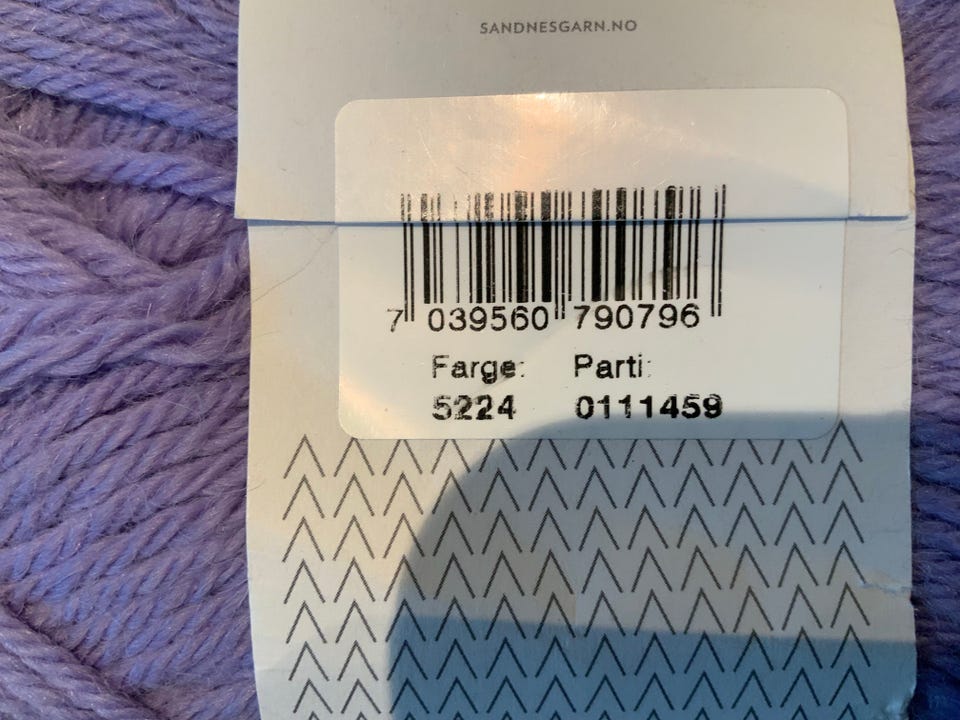 SANDNESGARN.NO
7 039560 790796
Farge: Parti:
5224 0111459